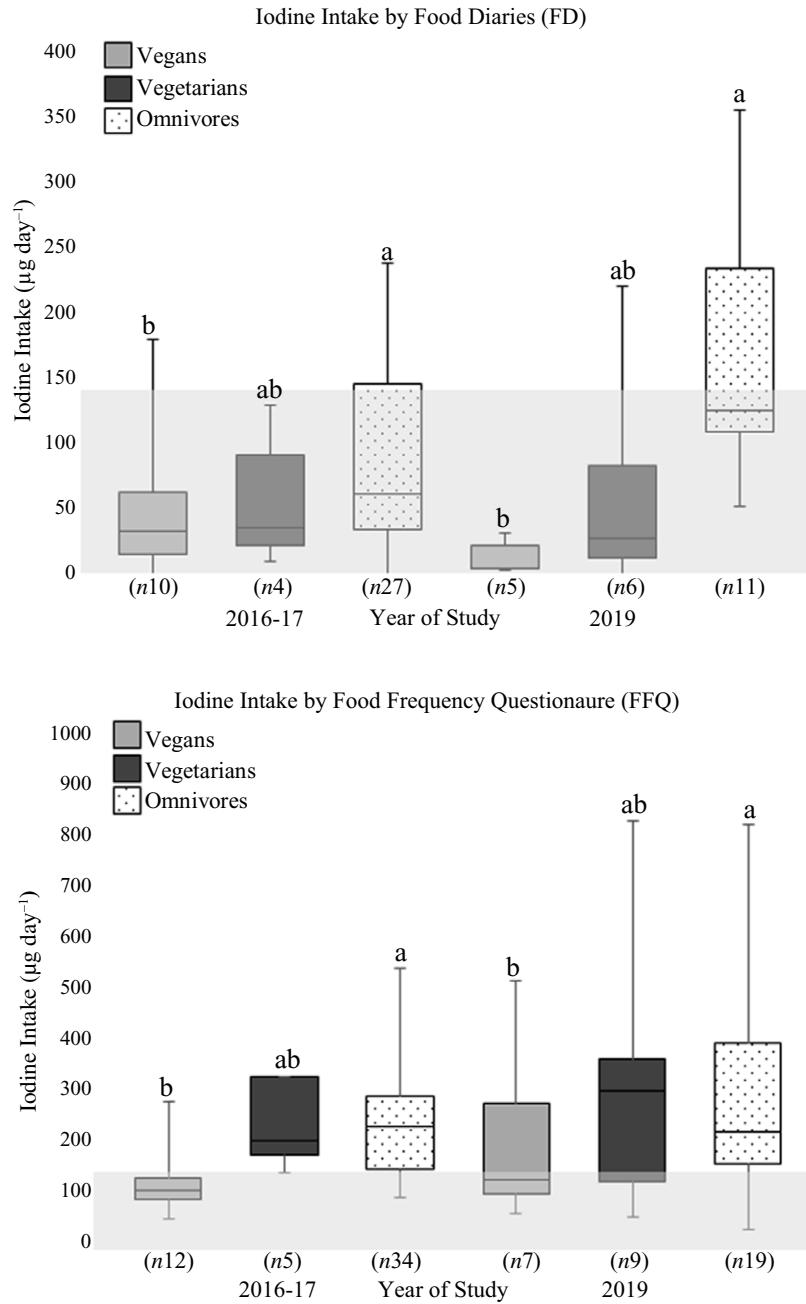 Iodine Intake by Food Diaries (FD)
400
350
300
250
200
150
100
50
0
Iodine Intake (µg day⁻¹)
Vegans
Vegetarians
Omnivores
b
ab
a
b
ab
a
(n10) (n4) (n27) (n5) (n6) (n11)
2016-17 Year of Study 2019
Iodine Intake by Food Frequency Questionaure (FFQ)
1000
900
800
700
600
500
400
300
200
100
0
Iodine Intake (µg day⁻¹)
Vegans
Vegetarians
Omnivores
b
ab
a
b
ab
a
(n12) (n5) (n34) (n7) (n9) (n19)
2016-17 Year of Study 2019